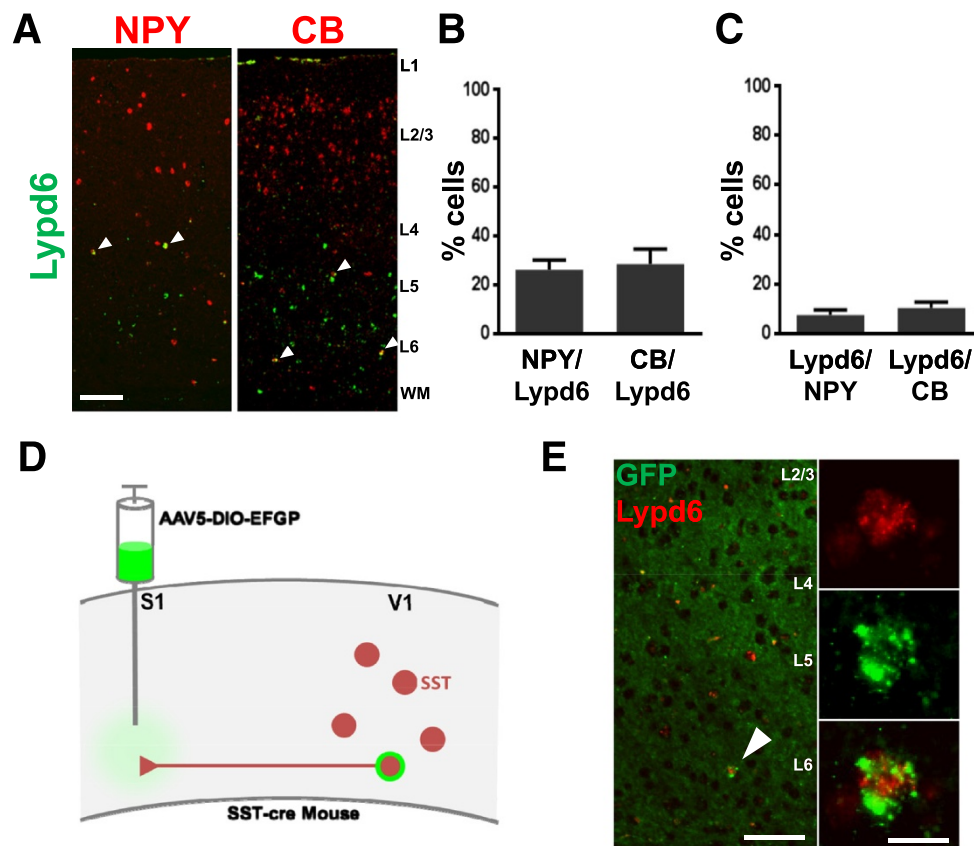 A
NPY
CB
Lypd6
L1
L2/3
L4
L5
L6
WM
B
% cells
100
80
60
40
20
0
NPY/
Lypd6
CB/
Lypd6
C
% cells
100
80
60
40
20
0
Lypd6/
NPY
Lypd6/
CB
D
AAV5-DIO-EFGP
S1
V1
SST
SST-cre Mouse
E
GFP
Lypd6
L2/3
L4
L5
L6